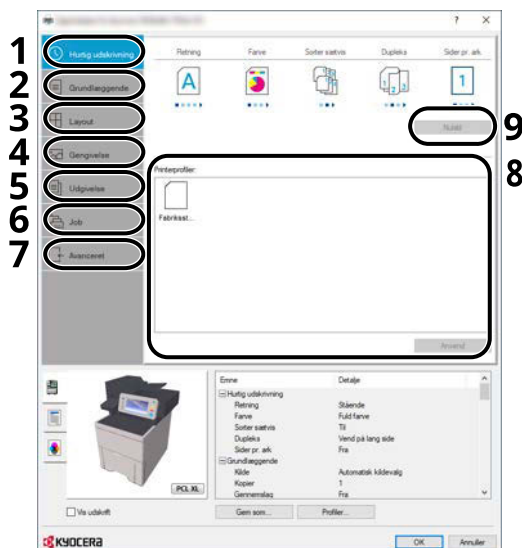 ? ×
1 Hurtig udskrivning
Retning Farve Sorter sætvis Dupleks Sider pr. ark
2 Grundlæggende
A
1 2 3
1
3 Layout
Nulstil 9
4 Gengivelse
Printerprofiler: 8
5 Udgivelse
Fabriksst...
6 Job
7 Avanceret
Anvend
Emne Detalje
Hurtig udskrivning
Retning Stående
Farve Fuld farve
Sorter sætvis Til
Dupleks Vend på lang side
Sider pr. ark Fra
Grundlæggende
Kilde Automatisk kildevalg
Kopier 1
Gennemslag Fra
PCL XL
Vis udskrift Gem som... Profiler...
KYOCERA OK Annuller